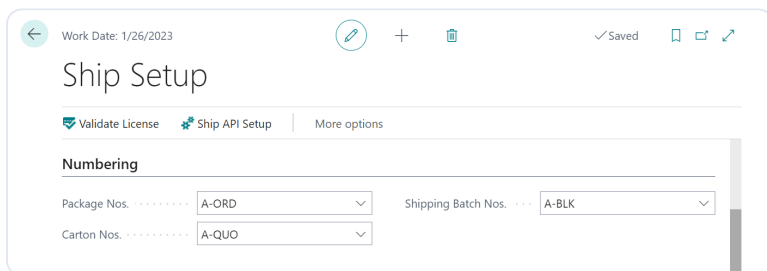 Work Date: 1/26/2023
Saved
Ship Setup
Validate License Ship API Setup More options
Numbering
Package Nos. A-ORD Shipping Batch Nos. A-BLK
Carton Nos. A-QUO